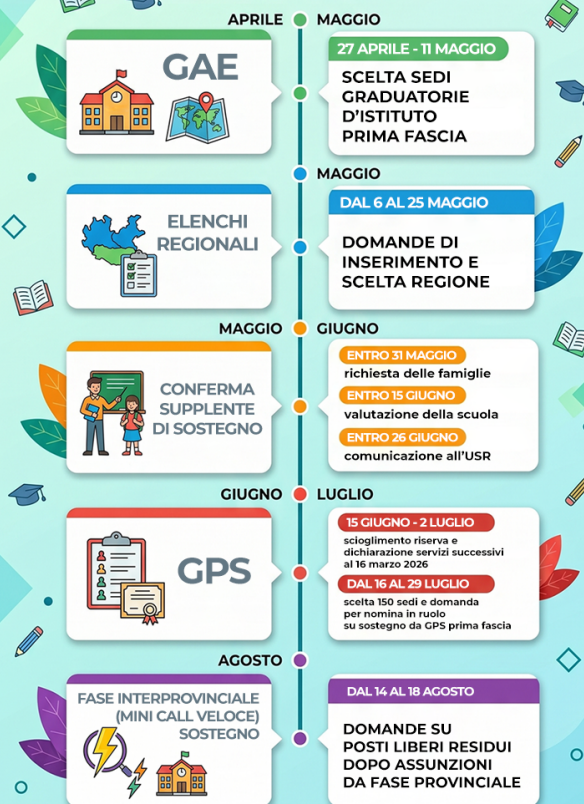 APRILE MAGGIO
GAE
27 APRILE - 11 MAGGIO
SCELTA SEDI
GRADUATORIE
D'ISTITUTO
PRIMA FASCIA
MAGGIO
ELENCHI
REGIONALI
DAL 6 AL 25 MAGGIO
DOMANDE DI
INSERIMENTO E
SCELTA REGIONE
MAGGIO GIUGNO
CONFERMA
SUPPLENTE
DI SOSTEGNO
ENTRO 31 MAGGIO
richiesta delle famiglie
ENTRO 15 GIUGNO
valutazione della scuola
ENTRO 26 GIUGNO
comunicazione all'USR
GIUGNO LUGLIO
GPS
15 GIUGNO - 2 LUGLIO
scioglimento riserva e
dichiarazione servizi successivi
al 16 marzo 2026
DAL 16 AL 29 LUGLIO
scelta 150 sedi e domanda
per nomina in ruolo
su sostegno da GPS prima fascia
AGOSTO
FASE INTERPROVINCIALE
(MINI CALL VELOCE)
SOSTEGNO
DAL 14 AL 18 AGOSTO
DOMANDE SU
POSTI LIBERI RESIDUI
DOPO ASSUNZIONI
DA FASE PROVINCIALE